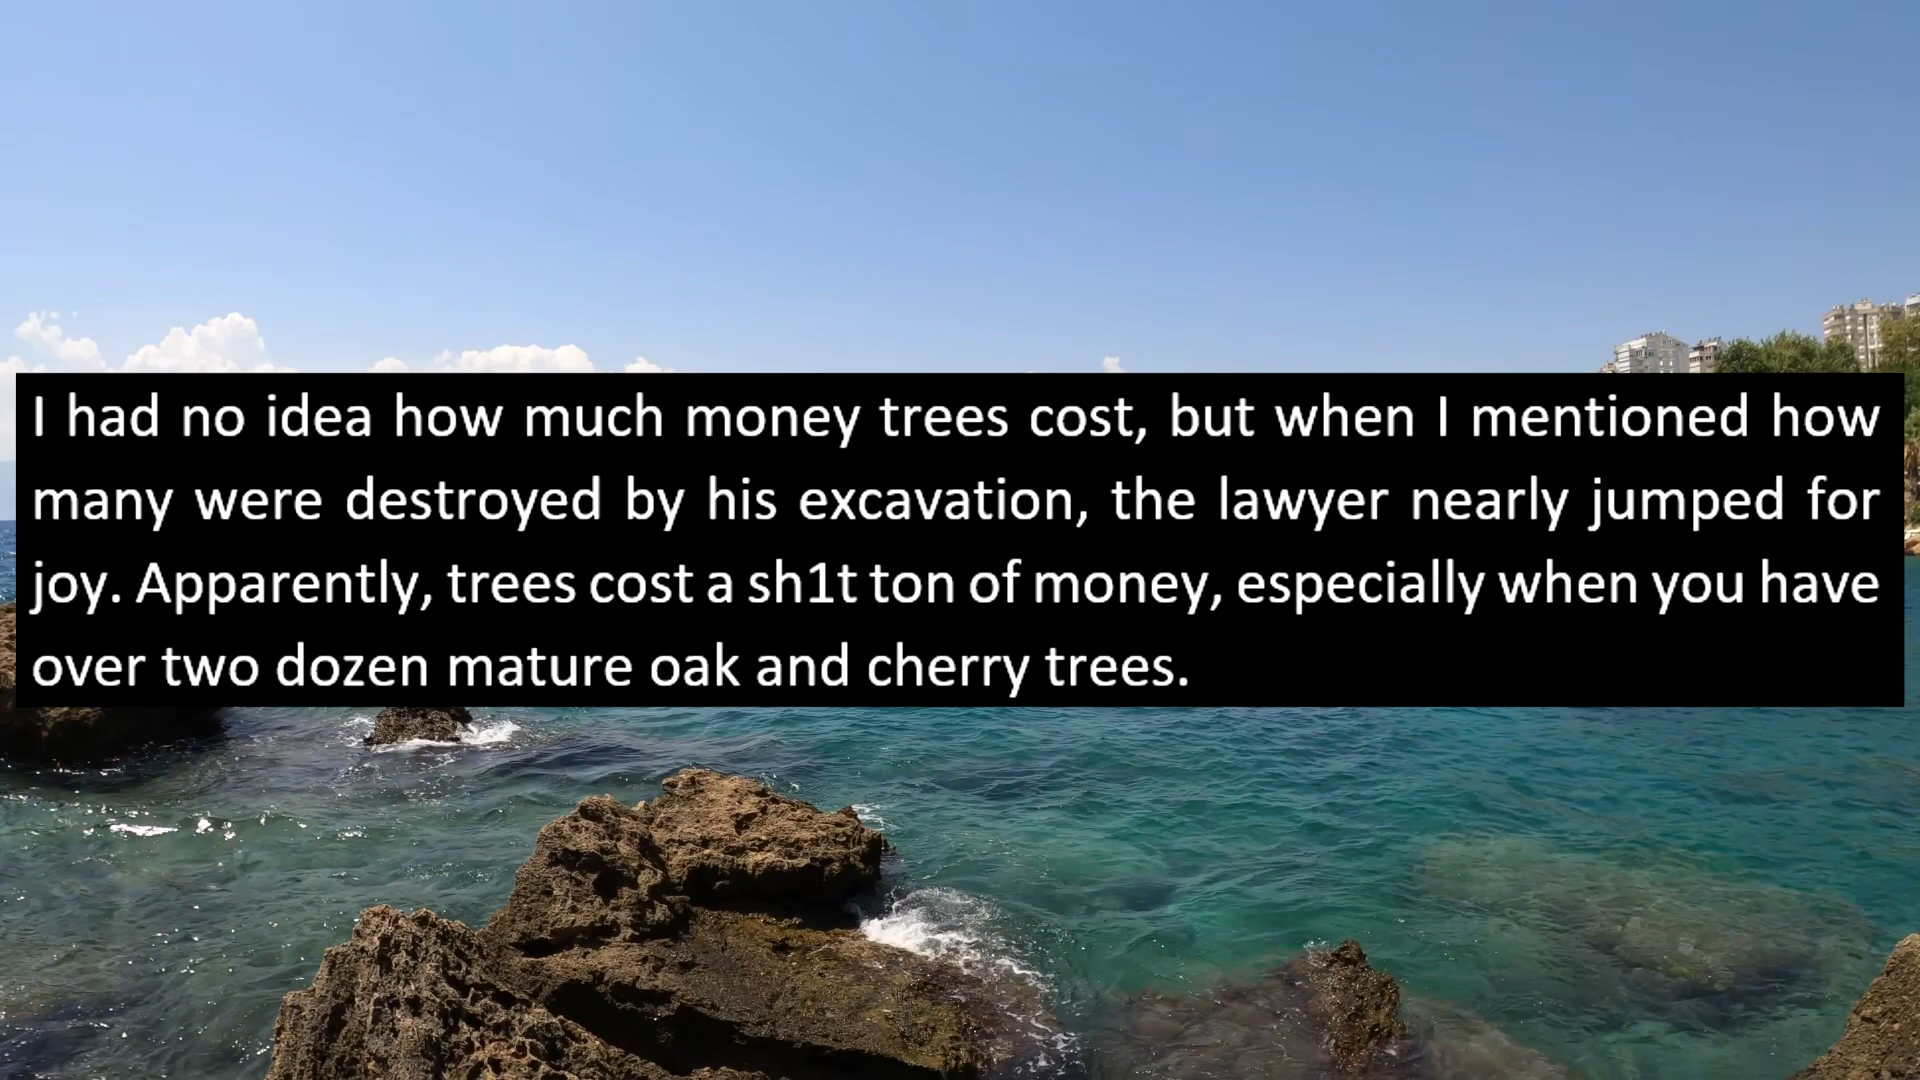 I had no idea how much money trees cost, but when I mentioned how
many were destroyed by his excavation, the lawyer nearly jumped for
joy. Apparently, trees cost a sh1t ton of money, especially when you have
over two dozen mature oak and cherry trees.